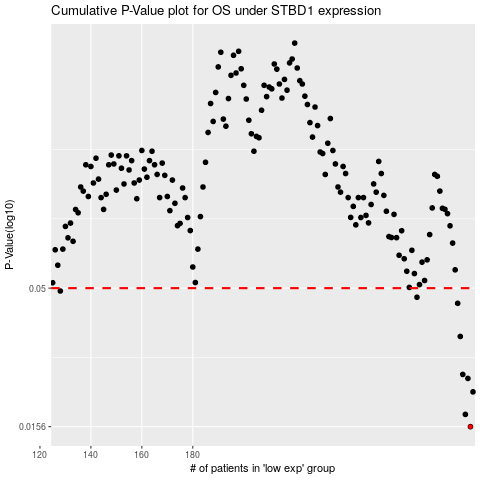 Cumulative P-Value plot for OS under STBD1 expression
P-Value(log10)
0.05
0.0156
120 140 160 180
# of patients in 'low exp' group